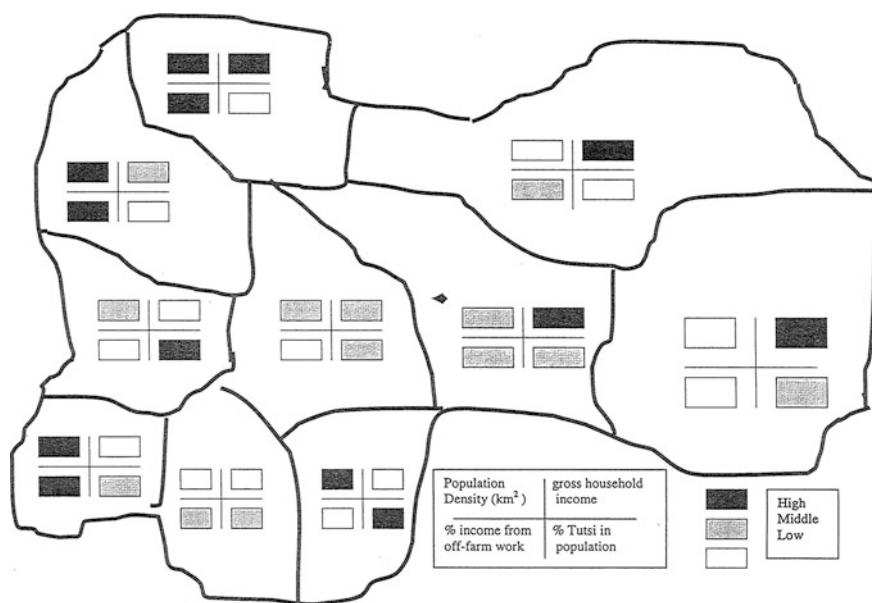 Population
Density (km²)
gross household
income
% income from
off-farm work
% Tutsi in
population
High
Middle
Low